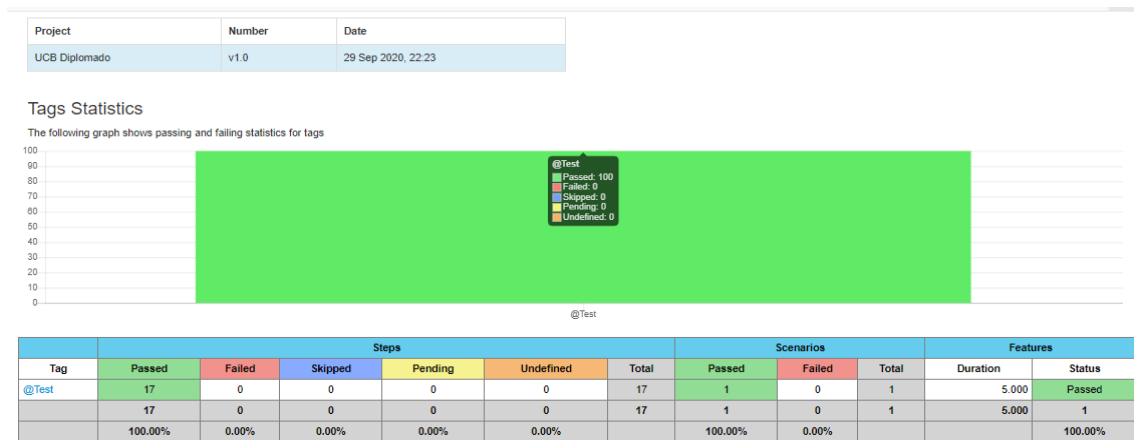 Project Number Date
UCB Diplomado v1.0 29 Sep 2020, 22:23
Tags Statistics
The following graph shows passing and failing statistics for tags
100
90
80
70
60
50
40
30
20
10
0
@Test
Passed: 100
Failed: 0
Skipped: 0
Pending: 0
Undefined: 0
@Test
Steps Scenarios Features
Tag Passed Failed Skipped Pending Undefined Total Passed Failed Total Duration Status
@Test 17 0 0 0 0 17 1 0 1 5.000 Passed
17 0 0 0 0 17 1 0 1 5.000 1
100.00% 0.00% 0.00% 0.00% 0.00% 100.00% 0.00% 100.00%